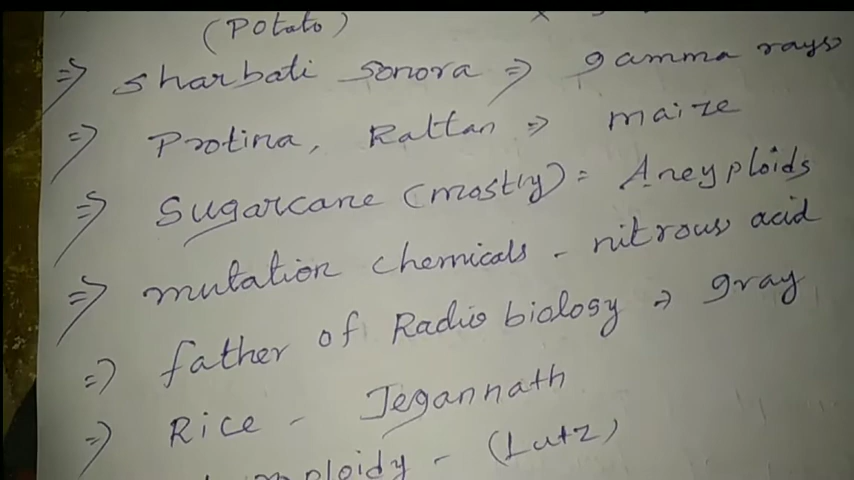 (Potato)
⇒ Sharbati Sonora ⇒ gamma rays
⇒ Protina, Rattan ⇒ maize
⇒ Sugarcane (mostly) = Aneyploids
⇒ mutation chemicals - nitrous acid
⇒ father of Radio biology → gray
⇒ Rice - Jegannath
ploidy - (Lutz)